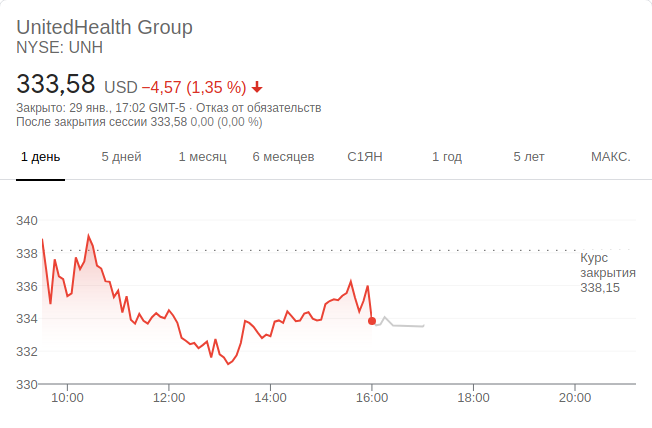 UnitedHealth Group
NYSE: UNH
333,58 USD −4,57 (1,35 %)
Закрыто: 29 янв., 17:02 GMT-5 · Отказ от обязательств
После закрытия сессии 333,58 0,00 (0,00 %)
1 день 5 дней 1 месяц 6 месяцев С1ЯН 1 год 5 лет МАКС.
340
338
336
334
332
330
Курс
закрытия
338,15
10:00 12:00 14:00 16:00 18:00 20:00